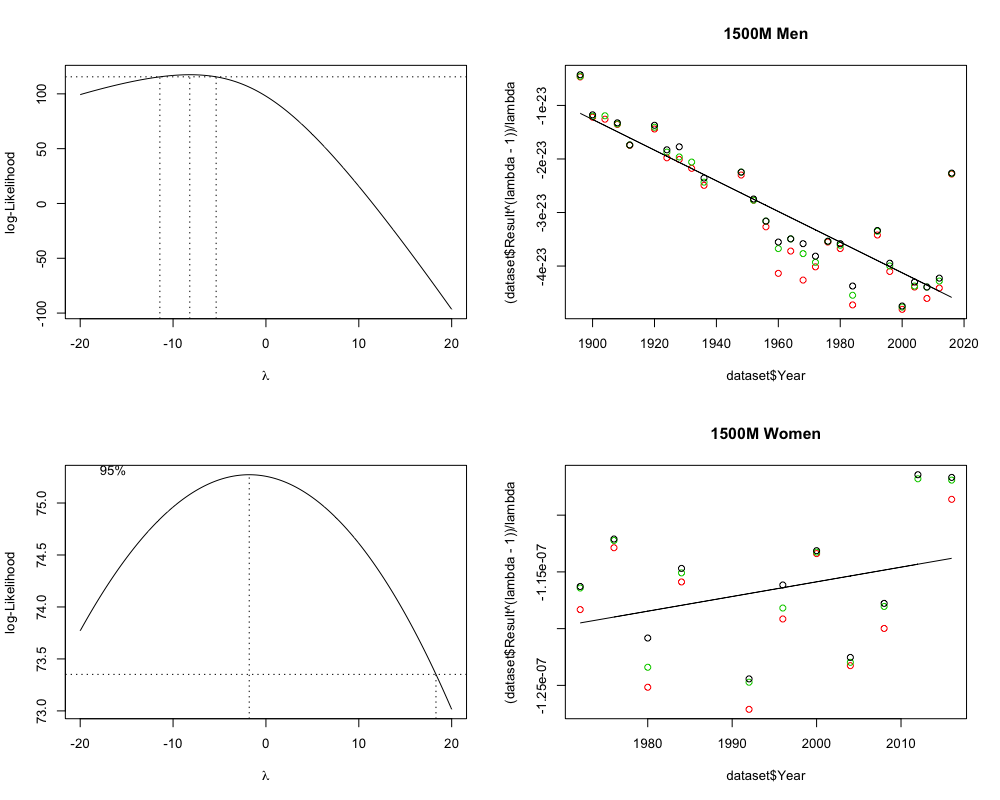 100
50
0
-50
-100
log-Likelihood
-20 -10 0 10 20
λ
1500M Men
-1e-23
-2e-23
-3e-23
-4e-23
(dataset$Result^(lambda - 1))/lambda
1900 1920 1940 1960 1980 2000 2020
dataset$Year
95%
75.0
74.5
74.0
73.5
73.0
log-Likelihood
-20 -10 0 10 20
λ
1500M Women
-1.15e-07
-1.25e-07
(dataset$Result^(lambda - 1))/lambda
1980 1990 2000 2010
dataset$Year